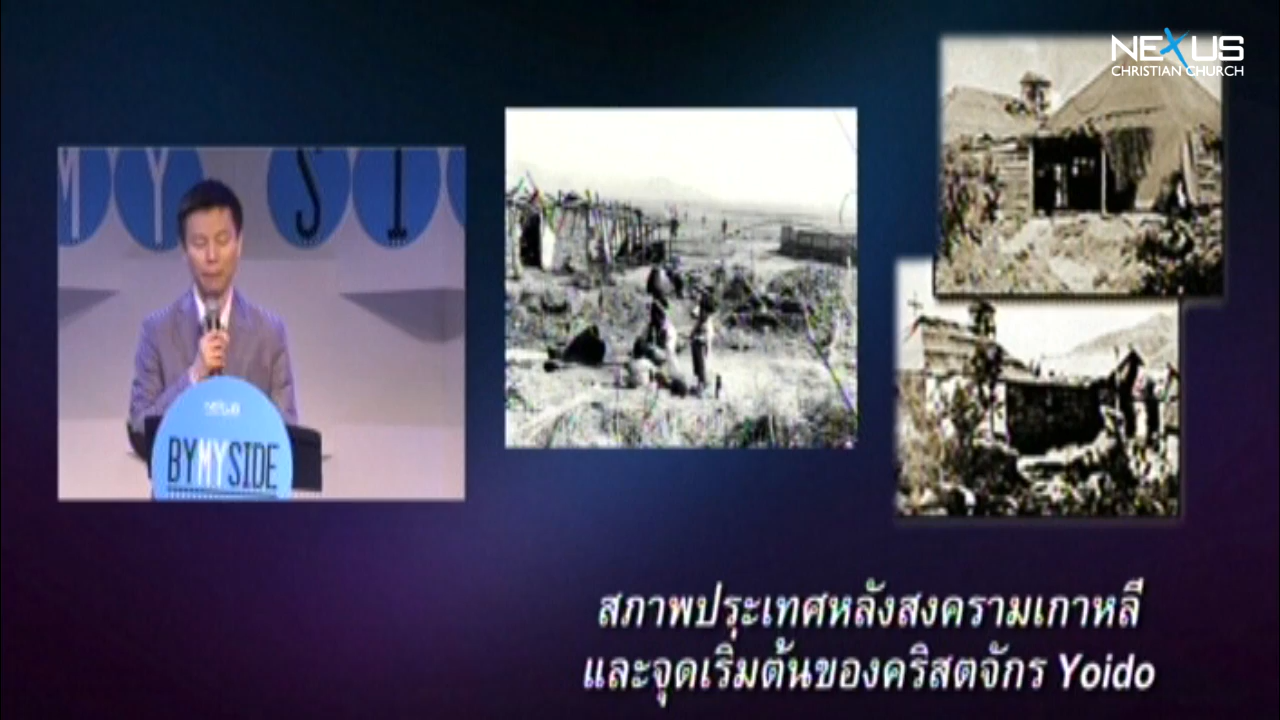 NEXUS
CHRISTIAN CHURCH
M Y S I
NEXUS
BYMYSIDE
สภาพประเทศหลังสงครามเกาหลี
และจุดเริ่มต้นของคริสตจักร Yoido